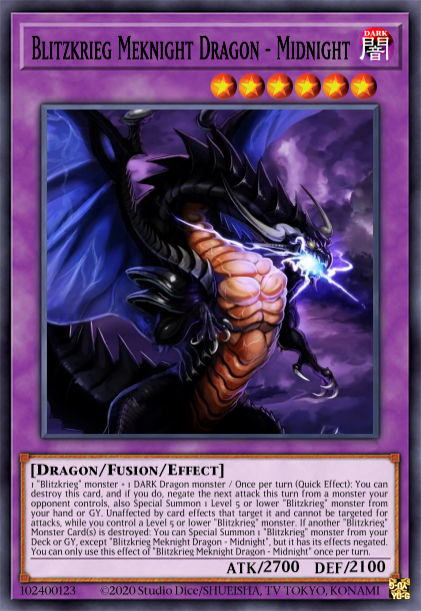 Blitzkrieg Meknight Dragon - Midnight
DARK
闇
[Dragon/Fusion/Effect]
1 "Blitzkrieg" monster + 1 DARK Dragon monster / Once per turn (Quick Effect): You can
destroy this card, and if you do, negate the next attack this turn from a monster your
opponent controls, also Special Summon 1 Level 5 or lower "Blitzkrieg" monster from
your hand or GY. Unaffected by card effects that target it and cannot be targeted for
attacks, while you control a Level 5 or lower "Blitzkrieg" monster. If another "Blitzkrieg"
Monster Card(s) is destroyed: You can Special Summon 1 "Blitzkrieg" monster from your
Deck or GY, except "Blitzkrieg Meknight Dragon - Midnight", but it has its effects negated.
You can only use this effect of "Blitzkrieg Meknight Dragon - Midnight" once per turn.
ATK/2700 DEF/2100
102400123 ©2020 Studio Dice/SHUEISHA, TV TOKYO, KONAMI